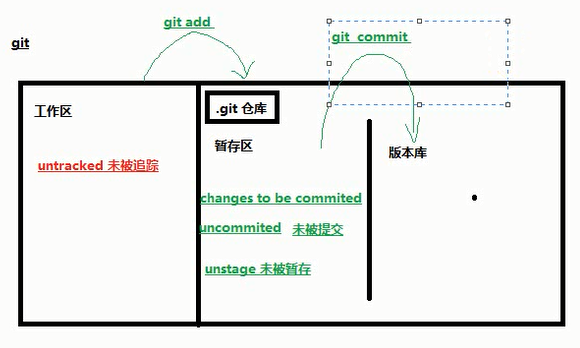 git add
git commit
git
.git 仓库
工作区
暂存区
版本库
untracked 未被追踪
changes to be commited
uncommited 未被提交
unstage 未被暂存